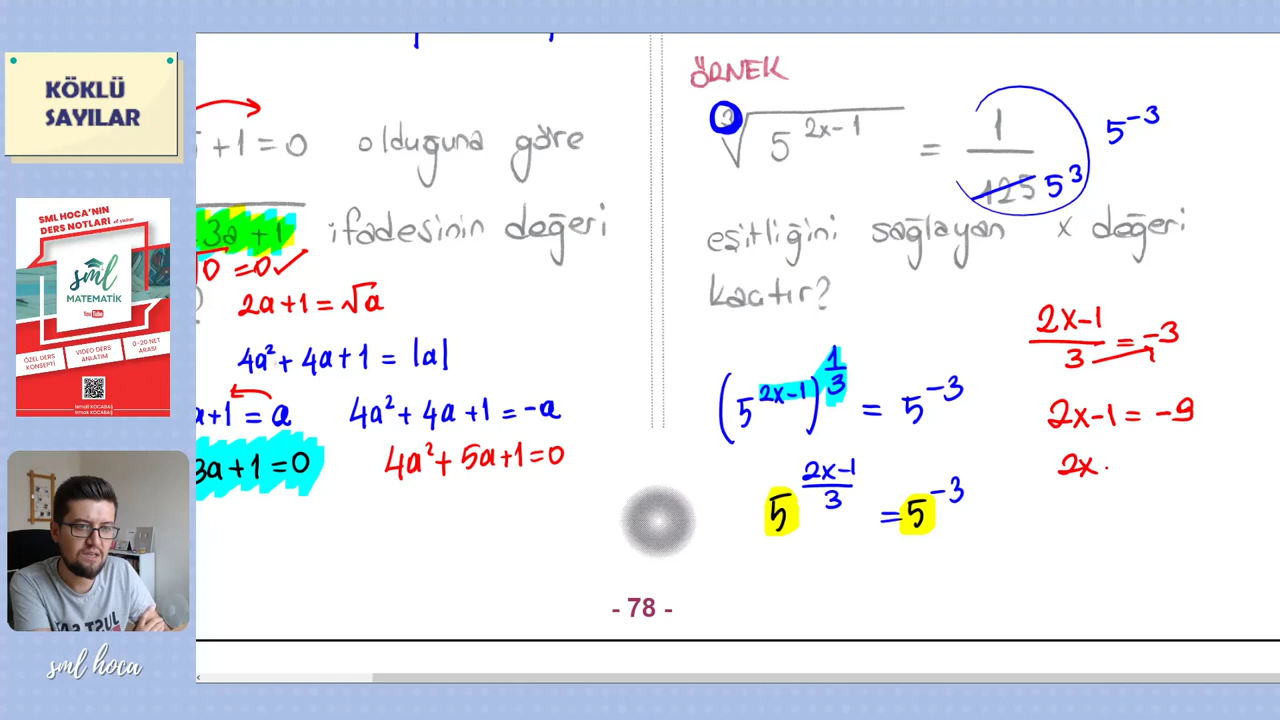 KÖKLÜ
SAYILAR
SML HOCA'NIN
DERS NOTLARI
sml
MATEMATİK
YouTube
ÖZEL DERS
KONSEPTİ
VIDEO DERS
ANLATIM
0-20 NET
ARASI
sml hoca
+1 = 0 olduğuna göre
3a+1 ifadesinin değeri
√0 = 0 ✓
2a+1 = √a
4a² + 4a + 1 = |a|
a+1 = a
4a² + 4a + 1 = -a
3a+1 = 0
4a² + 5a + 1 = 0
ÖRNEK
∛(5^(2x-1)) = 1/125 5³ 5⁻³
eşitliğini sağlayan x değeri
kaçtır?
(5^(2x-1))^(1/3) = 5⁻³
5^((2x-1)/3) = 5⁻³
(2x-1)/3 = -3
2x-1 = -9
2x
- 78 -